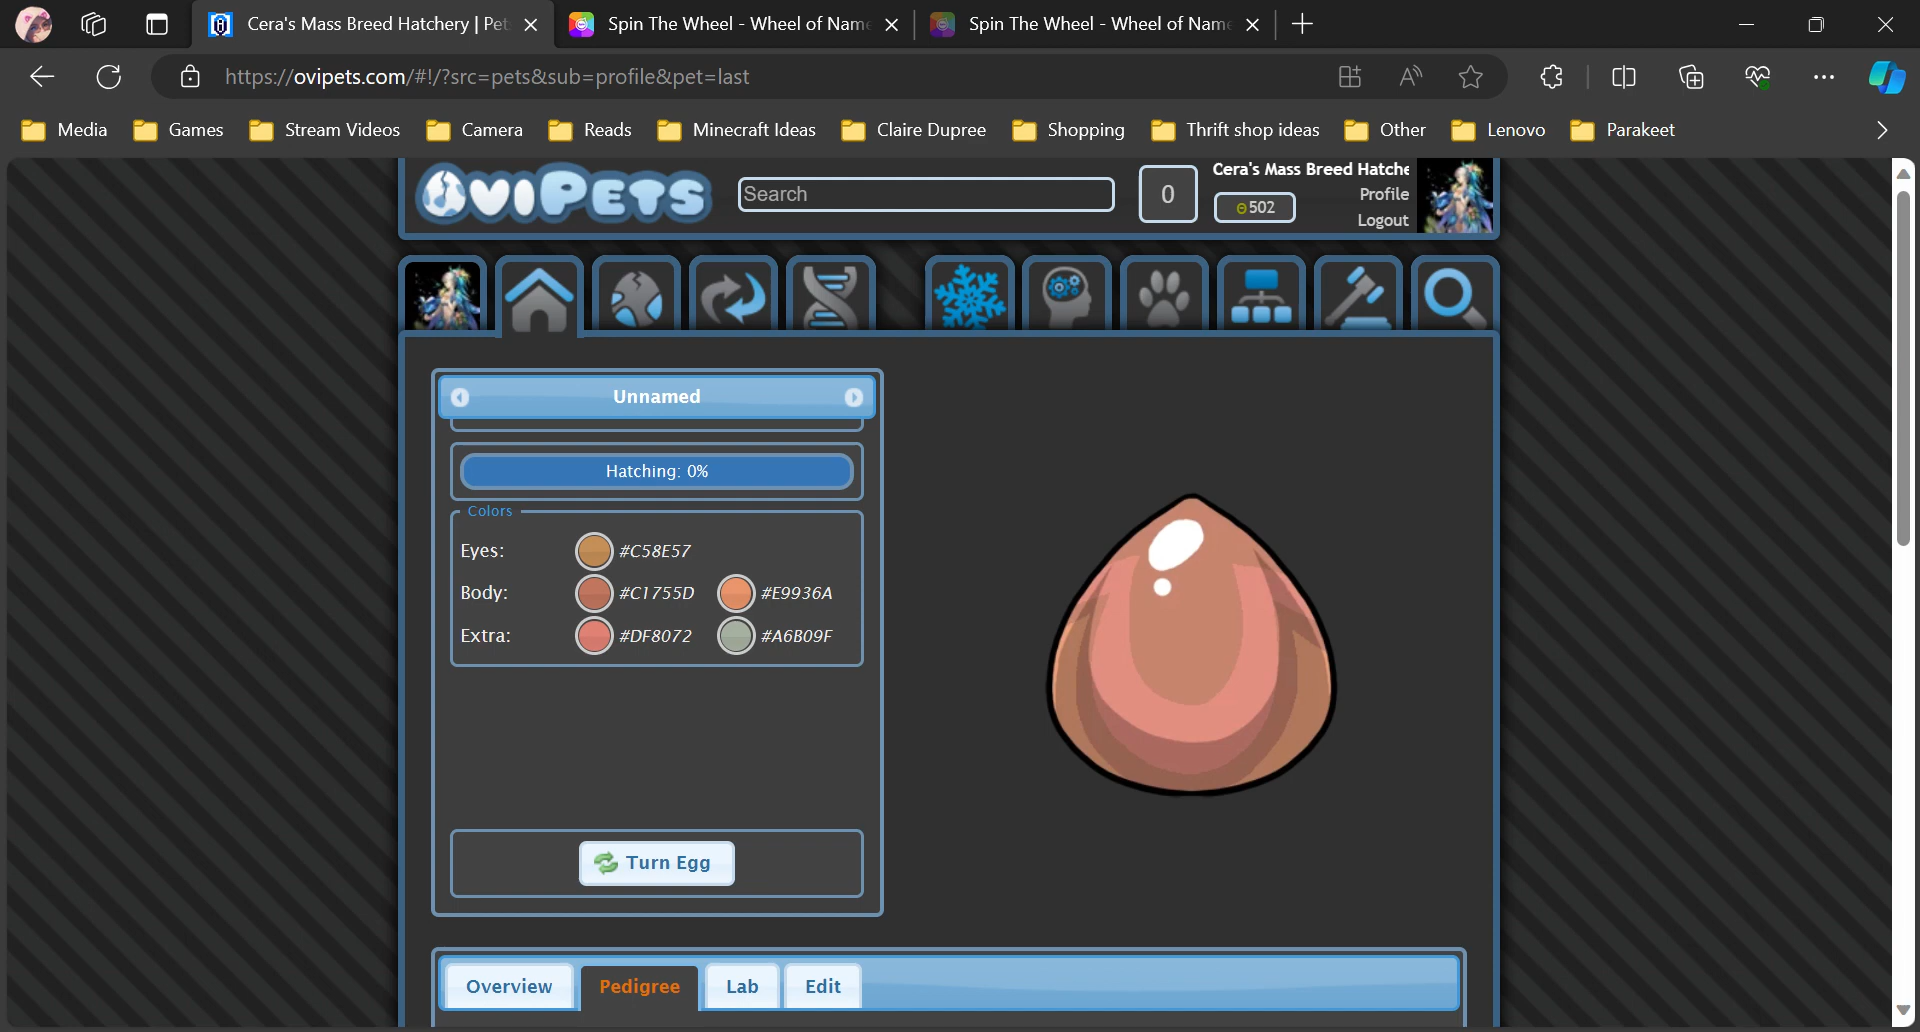 Cera's Mass Breed Hatchery | Pet
Spin The Wheel - Wheel of Name
Spin The Wheel - Wheel of Name
https://ovipets.com/#!/?src=pets&sub=profile&pet=last
Media
Games
Stream Videos
Camera
Reads
Minecraft Ideas
Claire Dupree
Shopping
Thrift shop ideas
Other
Lenovo
Parakeet
OviPets
Search
0
Cera's Mass Breed Hatche
502
Profile
Logout
Unnamed
Hatching: 0%
Colors
Eyes: #C58E57
Body: #C1755D #E9936A
Extra: #DF8072 #A6B09F
Turn Egg
Overview
Pedigree
Lab
Edit